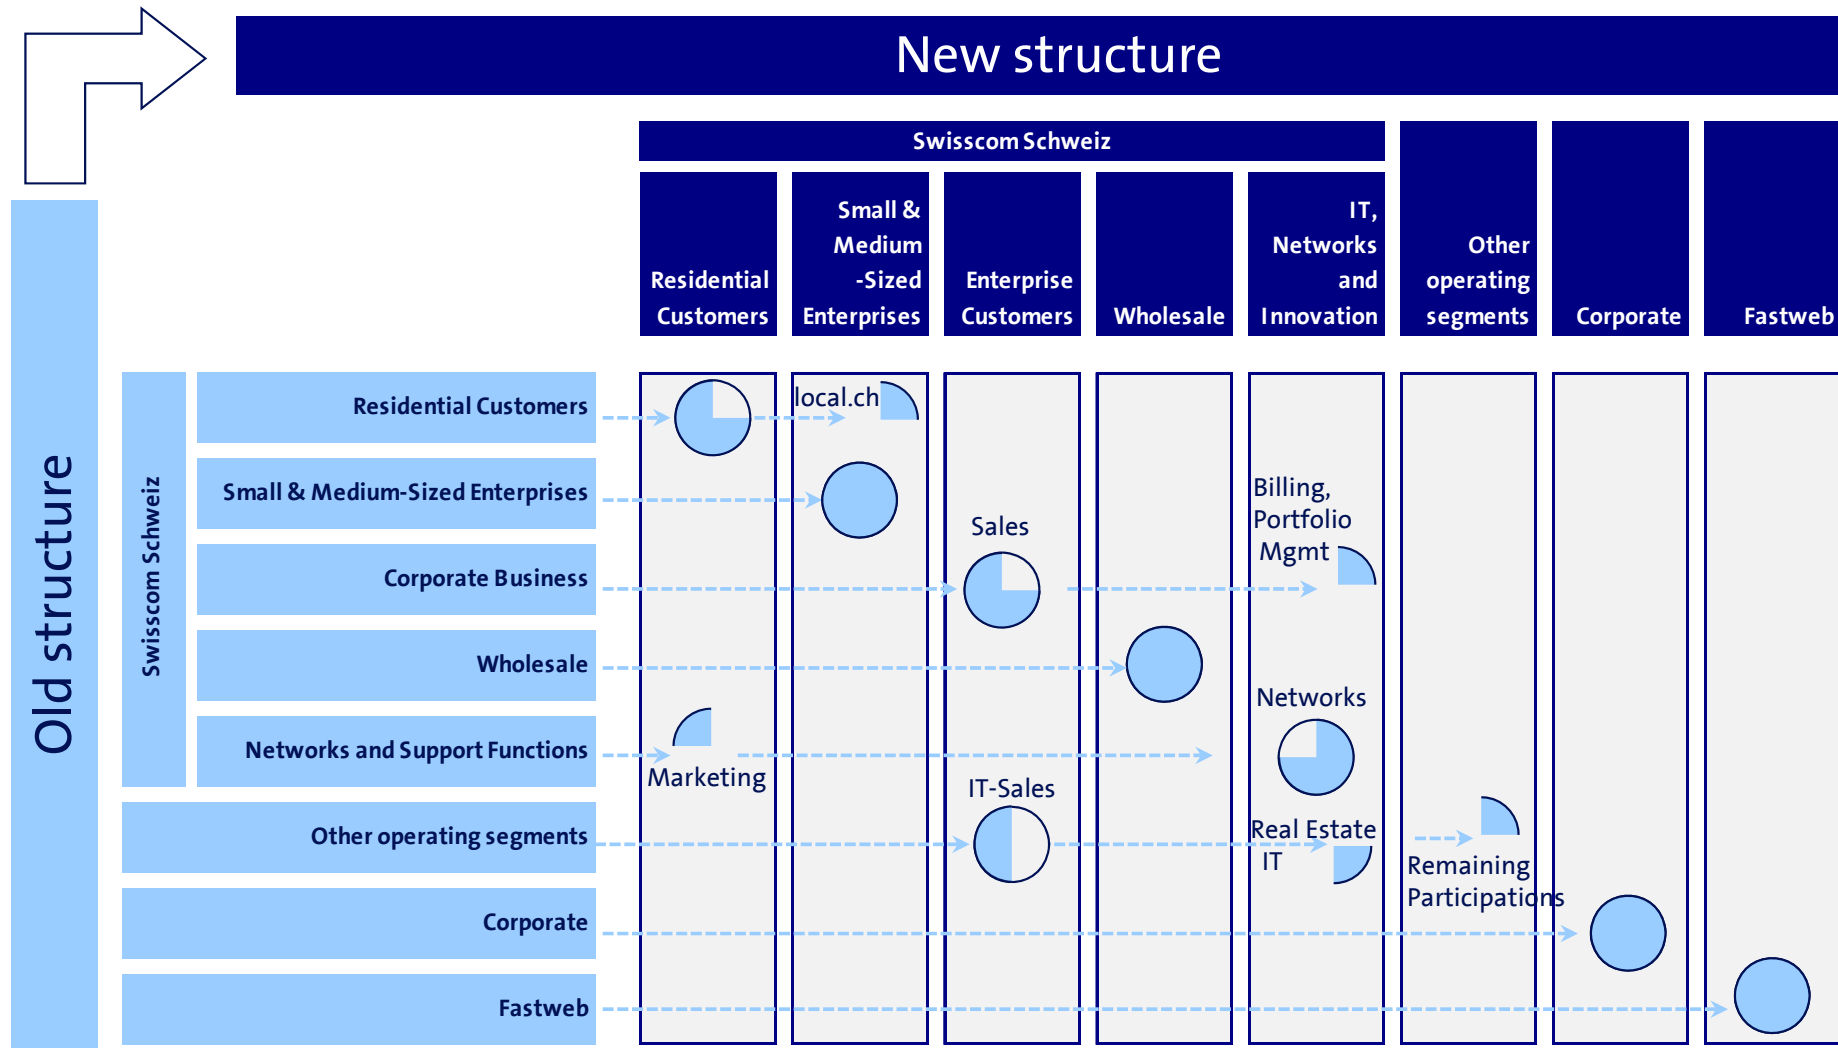 New structure
Swisscom Schweiz
Residential
Customers
Small &
Medium
-Sized
Enterprises
Enterprise
Customers
Wholesale
IT,
Networks
and
Innovation
Other
operating
segments
Corporate
Fastweb
Old structure
Swisscom Schweiz
Residential Customers
local.ch
Small & Medium-Sized Enterprises
Billing,
Portfolio
Mgmt
Sales
Corporate Business
Wholesale
Networks
Networks and Support Functions
Marketing
IT-Sales
Other operating segments
Real Estate
IT
Remaining
Participations
Corporate
Fastweb